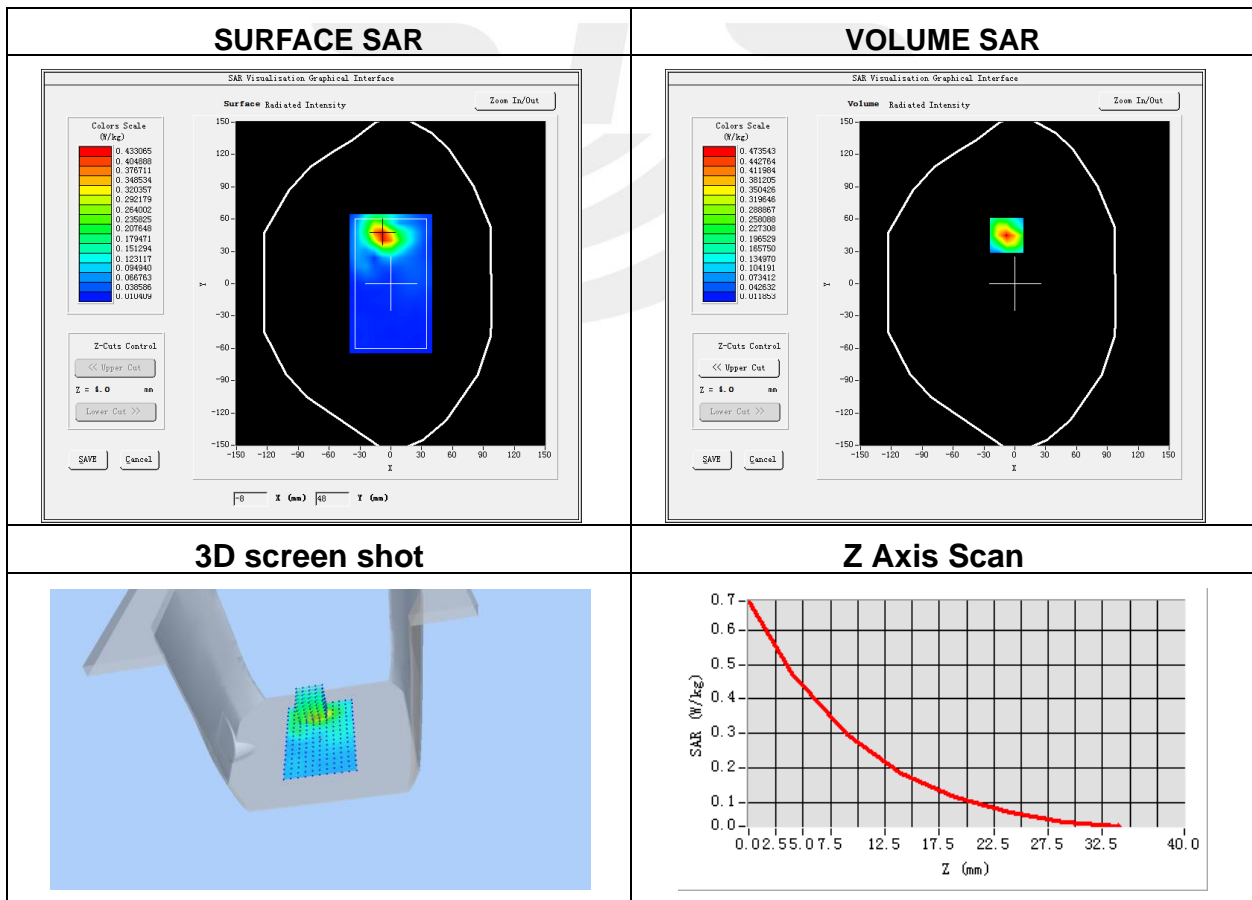 SURFACE SAR
VOLUME SAR
SAR Visualisation Graphical Interface
Surface Radiated Intensity
Zoom In/Out
Colors Scale
(W/kg)
0.433065
0.404888
0.376711
0.348534
0.320357
0.292179
0.264002
0.235825
0.207648
0.179471
0.151294
0.123117
0.094940
0.066763
0.038586
0.010409
Z-Cuts Control
<< Upper Cut
Z = 4.0 mm
Lower Cut >>
SAVE Cancel
150
120
90
60
30
0
-30
-60
-90
-120
-150
Y
-150 -120 -90 -60 -30 0 30 60 90 120 150
X
-8 X (mm) 48 Y (mm)
SAR Visualisation Graphical Interface
Volume Radiated Intensity
Zoom In/Out
Colors Scale
(W/kg)
0.473543
0.442764
0.411984
0.381205
0.350426
0.319646
0.288867
0.258088
0.227308
0.196529
0.165750
0.134970
0.104191
0.073412
0.042632
0.011853
Z-Cuts Control
<< Upper Cut
Z = 4.0 mm
Lower Cut >>
SAVE Cancel
150
120
90
60
30
0
-30
-60
-90
-120
-150
Y
-150 -120 -90 -60 -30 0 30 60 90 120 150
X
3D screen shot
Z Axis Scan
0.7
0.6
0.5
0.4
0.3
0.2
0.1
0.0
SAR (W/kg)
0.0 2.5 5.0 7.5 12.5 17.5 22.5 27.5 32.5 40.0
Z (mm)